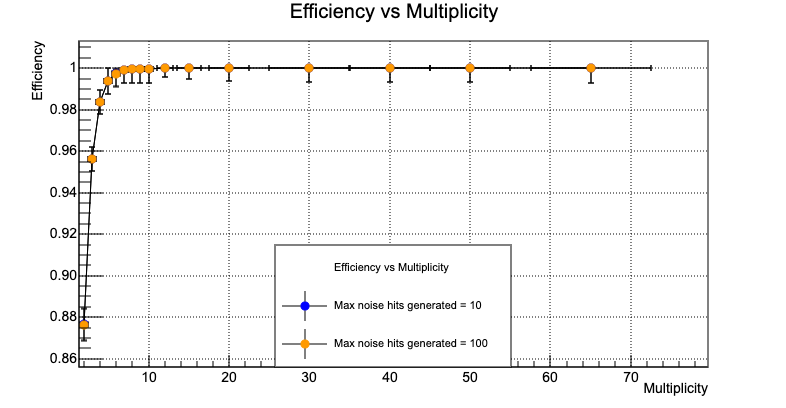 Efficiency vs Multiplicity
Efficiency
1
0.98
0.96
0.94
0.92
0.90
0.88
0.86
Efficiency vs Multiplicity
Max noise hits generated = 10
Max noise hits generated = 100
10 20 30 40 50 60 70
Multiplicity